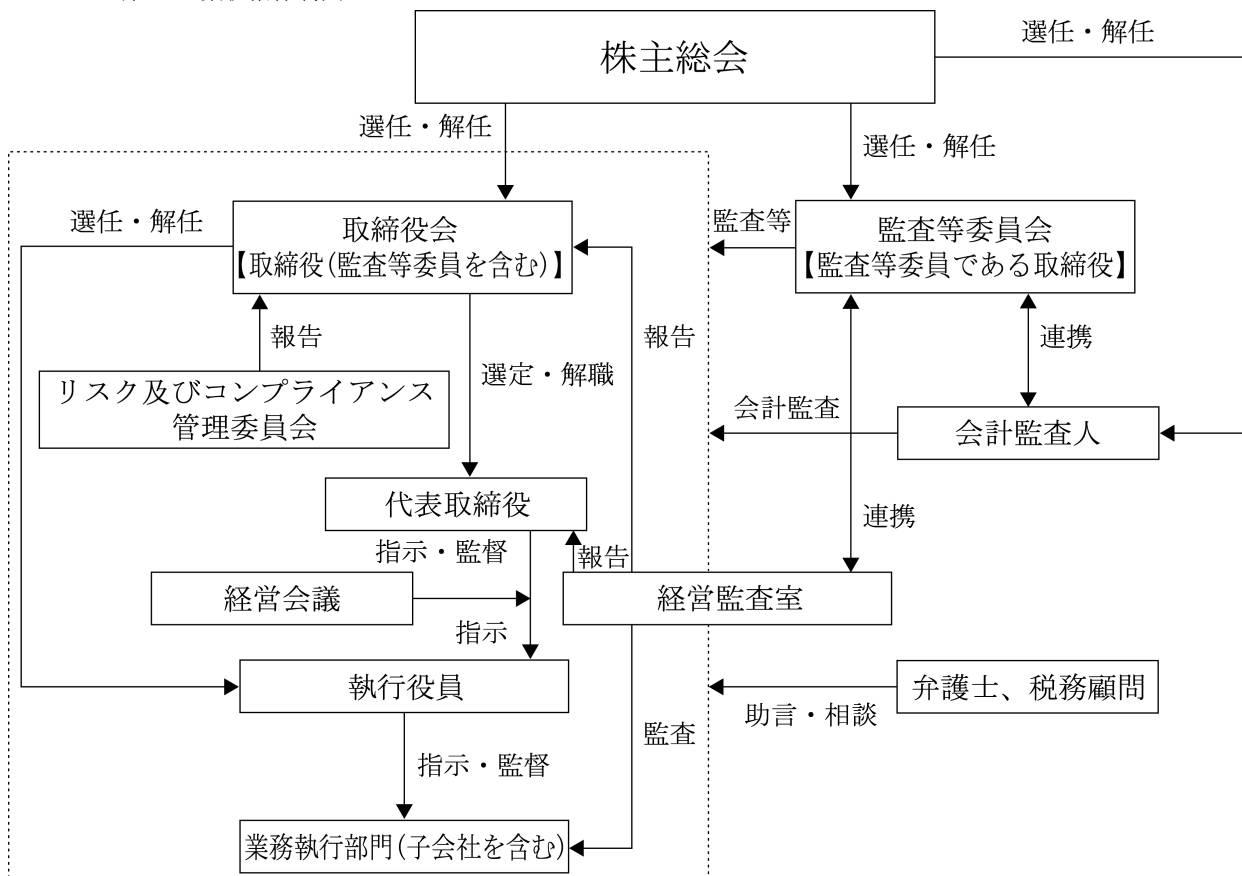 株主総会
選任・解任
選任・解任
選任・解任
選任・解任
取締役会
【取締役(監査等委員を含む)】
監査等
監査等委員会
【監査等委員である取締役】
報告
報告
連携
選定・解職
リスク及びコンプライアンス
管理委員会
会計監査
会計監査人
代表取締役
連携
指示・監督
報告
経営会議
経営監査室
指示
執行役員
弁護士、税務顧問
助言・相談
監査
指示・監督
業務執行部門(子会社を含む)